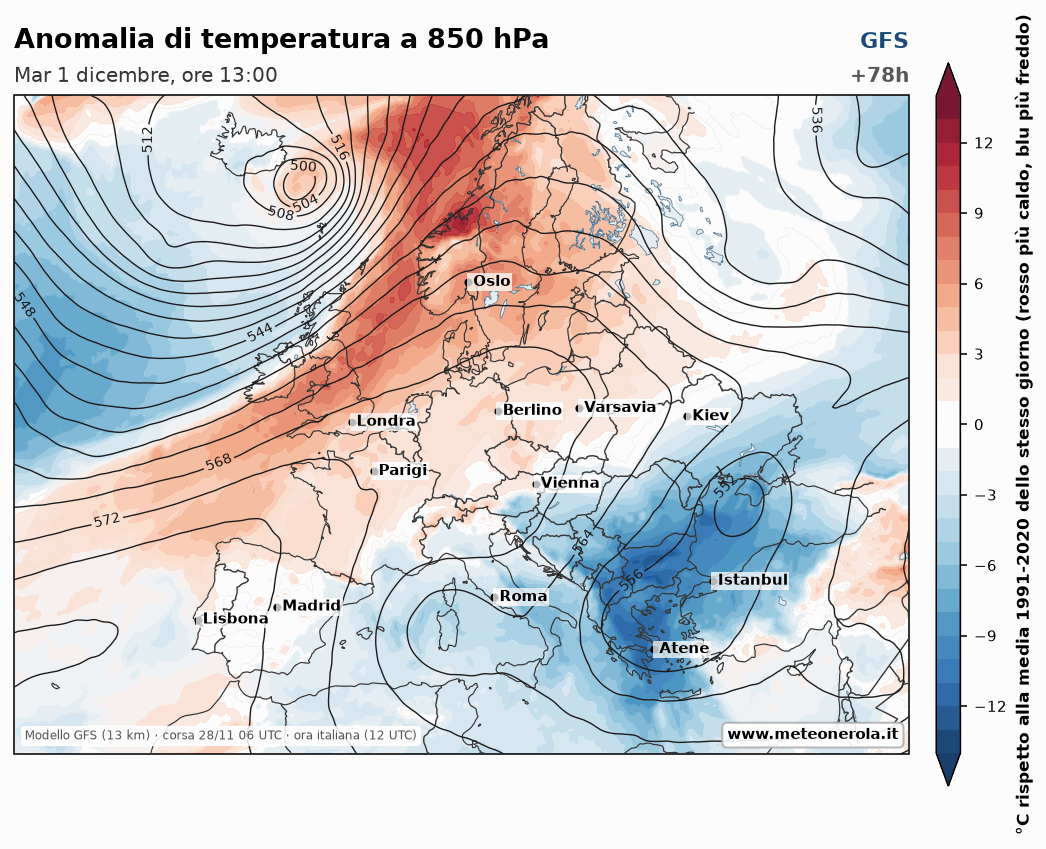 Anomalia di temperatura a 850 hPa
GFS
Mar 1 dicembre, ore 13:00
+78h
512
516
536
500
504
508
548
544
Oslo
568
572
Londra
Berlino
Varsavia
Kiev
Parigi
Vienna
564
556
Istanbul
Roma
Madrid
Lisbona
Atene
Modello GFS (13 km) · corsa 28/11 06 UTC · ora italiana (12 UTC)
www.meteonerola.it
12
9
6
3
0
−3
−6
−9
−12
°C rispetto alla media 1991-2020 dello stesso giorno (rosso più caldo, blu più freddo)